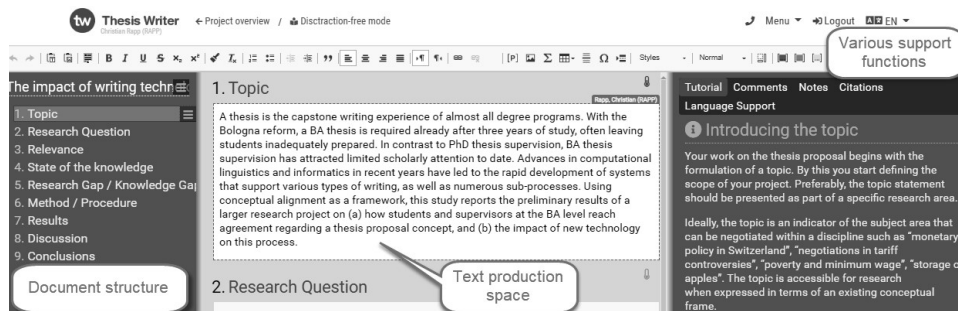 tw Thesis Writer
Christian Rapp (RAPP)
Project overview / Disctraction-free mode
Menu Logout EN
B I U S x₂ x² Tₓ [P] Σ Ω Styles Normal
Various support
functions
The impact of writing techn
1. Topic
2. Research Question
3. Relevance
4. State of the knowledge
5. Research Gap / Knowledge Gap
6. Method / Procedure
7. Results
8. Discussion
9. Conclusions
Document structure
1. Topic
Rapp, Christian (RAPP)
A thesis is the capstone writing experience of almost all degree programs. With the
Bologna reform, a BA thesis is required already after three years of study, often leaving
students inadequately prepared. In contrast to PhD thesis supervision, BA thesis
supervision has attracted limited scholarly attention to date. Advances in computational
linguistics and informatics in recent years have led to the rapid development of systems
that support various types of writing, as well as numerous sub-processes. Using
conceptual alignment as a framework, this study reports the preliminary results of a
larger research project on (a) how students and supervisors at the BA level reach
agreement regarding a thesis proposal concept, and (b) the impact of new technology
on this process.
Text production
space
2. Research Question
Tutorial Comments Notes Citations
Language Support
Introducing the topic
Your work on the thesis proposal begins with the
formulation of a topic. By this you start defining the
scope of your project. Preferably, the topic statement
should be presented as part of a specific research area.
Ideally, the topic is an indicator of the subject area that
can be negotiated within a discipline such as "monetary
policy in Switzerland", "negotiations in tariff
controversies", "poverty and minimum wage", "storage o
apples". The topic is accessible for research
when expressed in terms of an existing conceptual
frame.